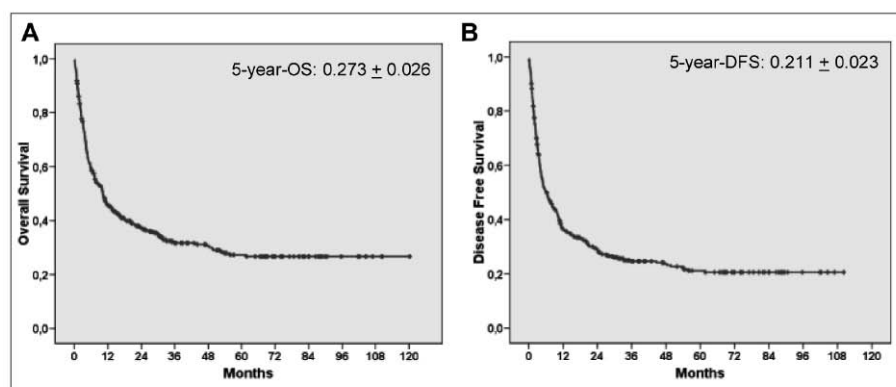 A
5-year-OS: 0.273 ± 0.026
Overall Survival
1,0
0,8
0,6
0,4
0,2
0,0
0 12 24 36 48 60 72 84 96 108 120
Months
B
5-year-DFS: 0.211 ± 0.023
Disease Free Survival
1,0
0,8
0,6
0,4
0,2
0,0
0 12 24 36 48 60 72 84 96 108 120
Months